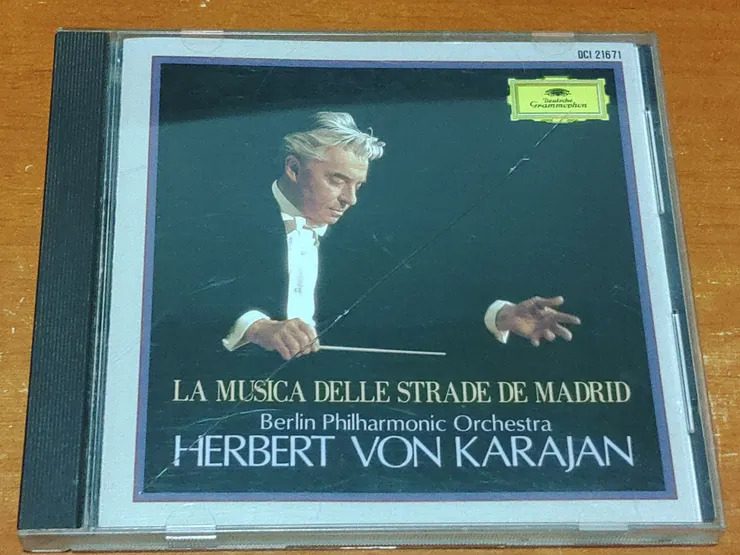 DCI 21671
Deutsche
Grammophon
LA MUSICA DELLE STRADE DE MADRID
Berlin Philharmonic Orchestra
HERBERT VON KARAJAN